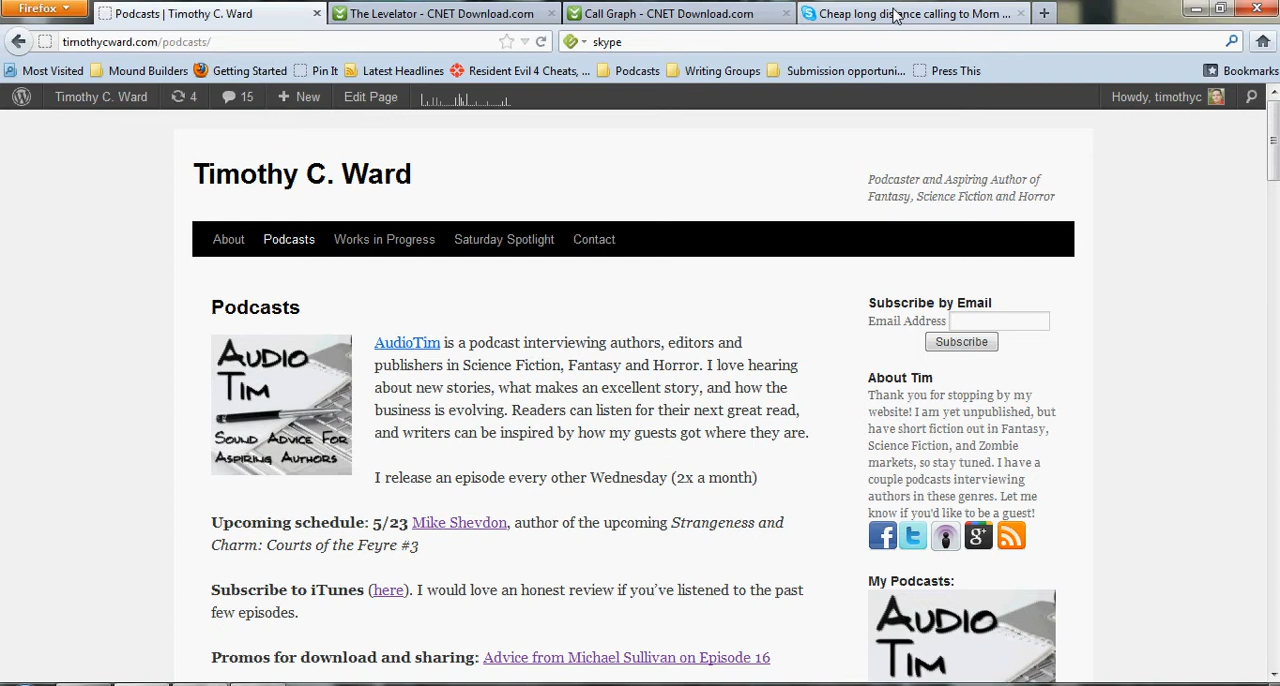 Firefox
Podcasts | Timothy C. Ward
The Levelator - CNET Download.com
Call Graph - CNET Download.com
Cheap long distance calling to Mom ...
timothycward.com/podcasts/
skype
Most Visited
Mound Builders
Getting Started
Pin It
Latest Headlines
Resident Evil 4 Cheats, ...
Podcasts
Writing Groups
Submission opportuni...
Press This
Bookmarks
Timothy C. Ward
4
15
+ New
Edit Page
Howdy, timothyc
Timothy C. Ward
Podcaster and Aspiring Author of
Fantasy, Science Fiction and Horror
About
Podcasts
Works in Progress
Saturday Spotlight
Contact
Podcasts
AUDIO
TIM
SOUND ADVICE FOR
ASPIRING AUTHORS
AudioTim is a podcast interviewing authors, editors and
publishers in Science Fiction, Fantasy and Horror. I love hearing
about new stories, what makes an excellent story, and how the
business is evolving. Readers can listen for their next great read,
and writers can be inspired by how my guests got where they are.
I release an episode every other Wednesday (2x a month)
Upcoming schedule: 5/23 Mike Shevdon, author of the upcoming Strangeness and
Charm: Courts of the Feyre #3
Subscribe to iTunes (here). I would love an honest review if you've listened to the past
few episodes.
Promos for download and sharing: Advice from Michael Sullivan on Episode 16
Subscribe by Email
Email Address
Subscribe
About Tim
Thank you for stopping by my
website! I am yet unpublished, but
have short fiction out in Fantasy,
Science Fiction, and Zombie
markets, so stay tuned. I have a
couple podcasts interviewing
authors in these genres. Let me
know if you'd like to be a guest!
My Podcasts:
AUDIO
TIM